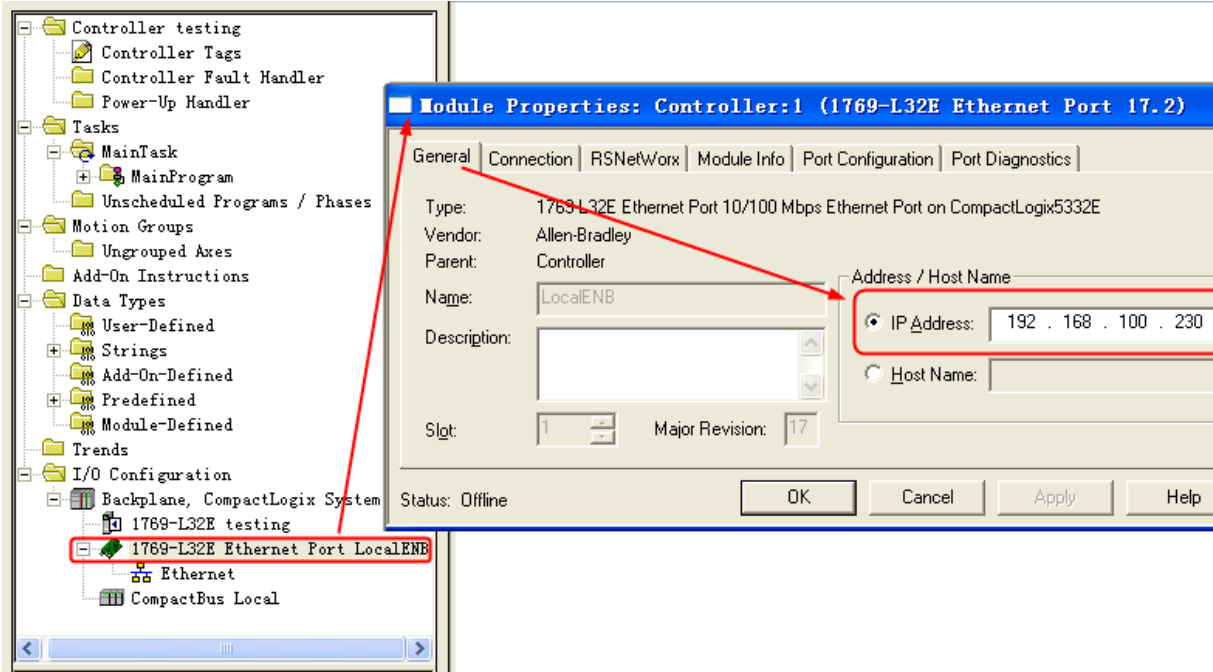 Controller testing
Controller Tags
Controller Fault Handler
Power-Up Handler
Tasks
MainTask
MainProgram
Unscheduled Programs / Phases
Motion Groups
Ungrouped Axes
Add-On Instructions
Data Types
User-Defined
Strings
Add-On-Defined
Predefined
Module-Defined
Trends
I/O Configuration
Backplane, CompactLogix System
1769-L32E testing
1769-L32E Ethernet Port LocalENB
Ethernet
CompactBus Local
Module Properties: Controller:1 (1769-L32E Ethernet Port 17.2)
General Connection RSNetWorx Module Info Port Configuration Port Diagnostics
Type: 1769-L32E Ethernet Port 10/100 Mbps Ethernet Port on CompactLogix5332E
Vendor: Allen-Bradley
Parent: Controller
Name: LocalENB
Description:
Slot: 1 Major Revision: 17
Address / Host Name
IP Address: 192 . 168 . 100 . 230
Host Name:
Status: Offline
OK Cancel Apply Help